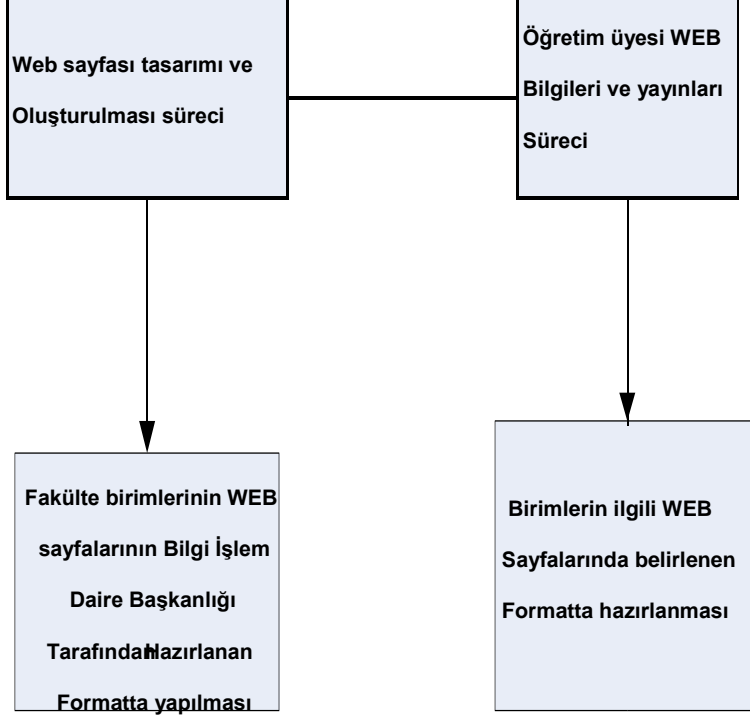 Web sayfası tasarımı ve
Oluşturulması süreci
Öğretim üyesi WEB
Bilgileri ve yayınları
Süreci
Fakülte birimlerinin WEB
sayfalarının Bilgi İşlem
Daire Başkanlığı
Tarafından Hazırlanan
Formatta yapılması
Birimlerin ilgili WEB
Sayfalarında belirlenen
Formatta hazırlanması